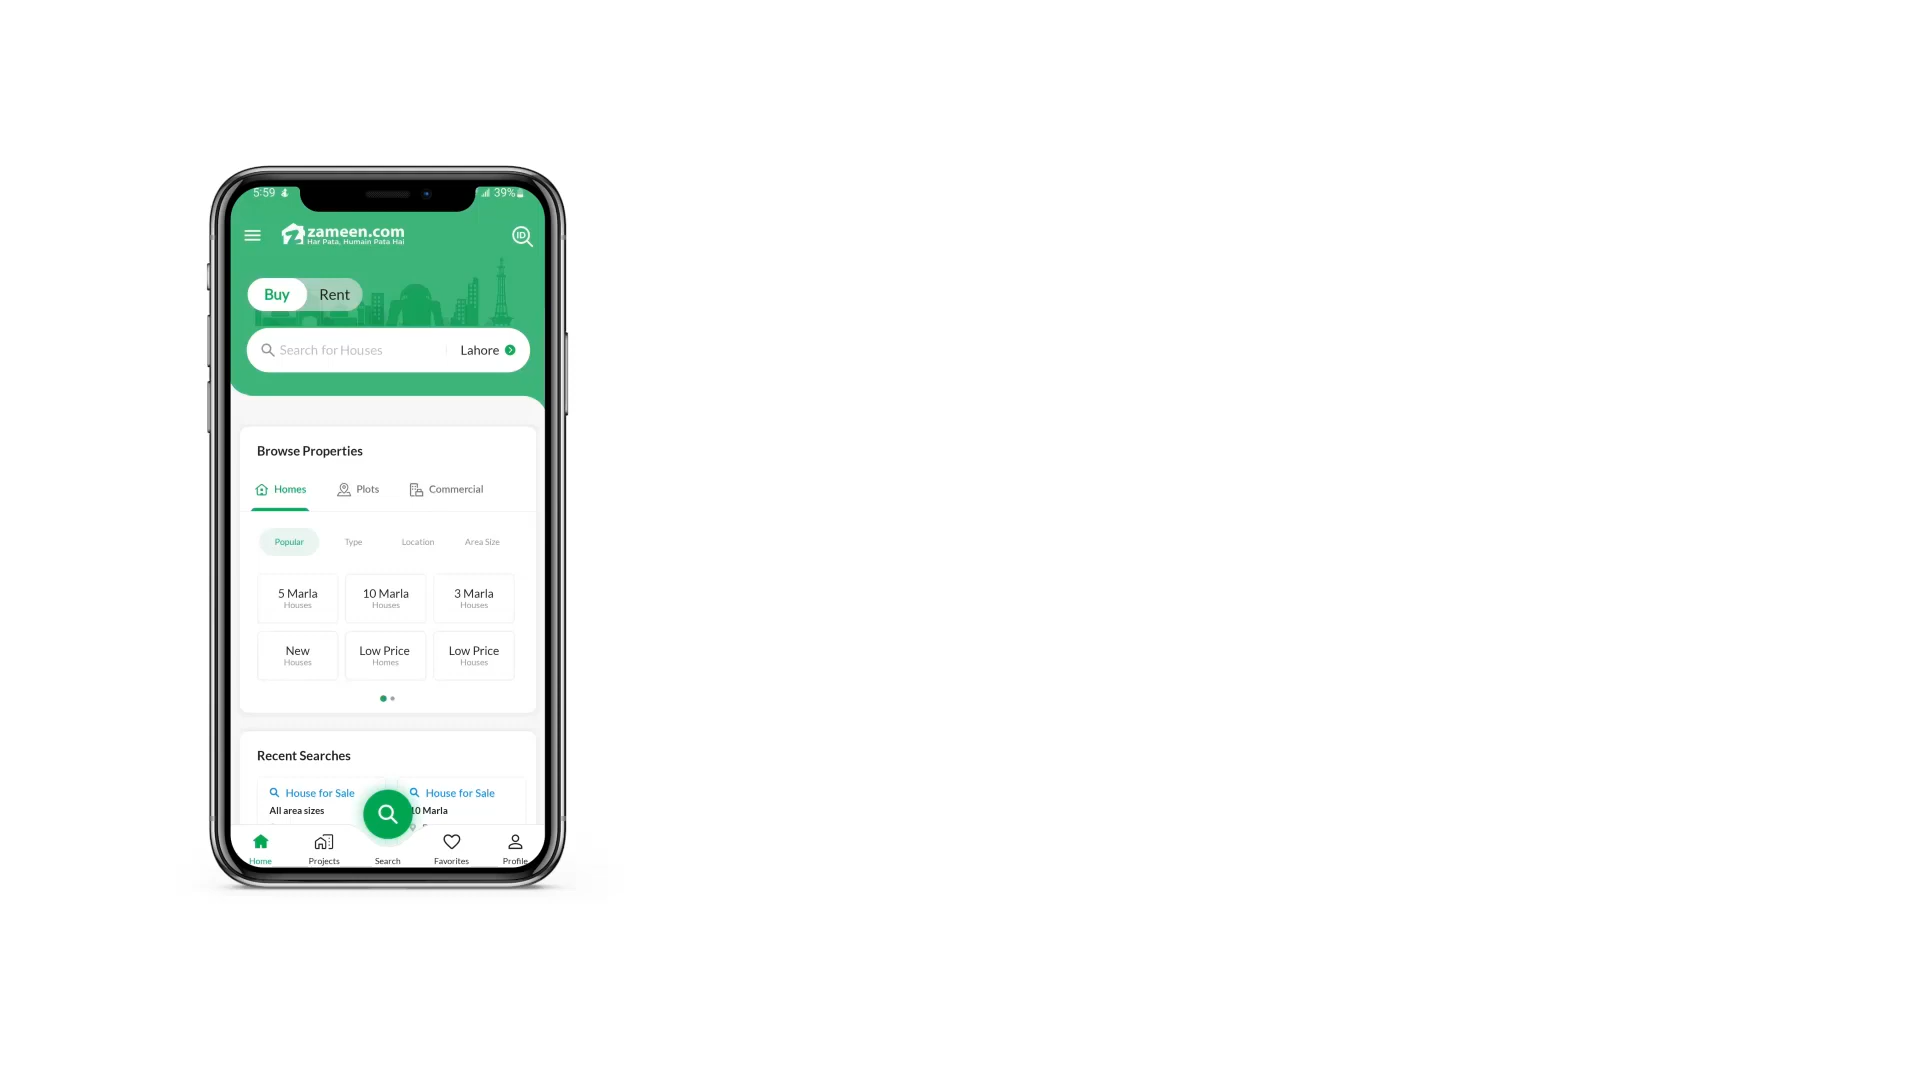 5:59
39%
zameen.com
Har Pata, Humain Pata Hai
ID
Buy Rent
Search for Houses Lahore
Browse Properties
Homes Plots Commercial
Popular Type Location Area Size
5 Marla 10 Marla 3 Marla
Houses Houses Houses
New Low Price Low Price
Houses Homes Houses
Recent Searches
House for Sale House for Sale
All area sizes 10 Marla
Home Projects Search Favorites Profile